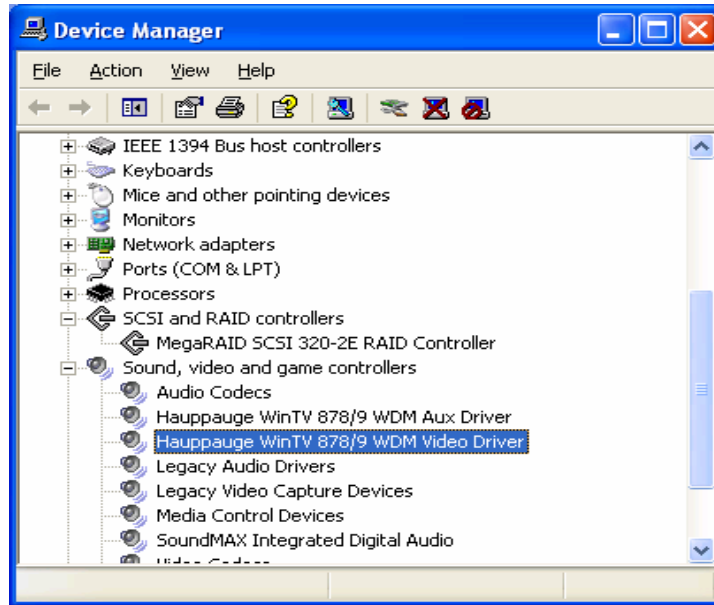 Device Manager
File Action View Help
IEEE 1394 Bus host controllers
Keyboards
Mice and other pointing devices
Monitors
Network adapters
Ports (COM & LPT)
Processors
SCSI and RAID controllers
MegaRAID SCSI 320-2E RAID Controller
Sound, video and game controllers
Audio Codecs
Hauppauge WinTV 878/9 WDM Aux Driver
Hauppauge WinTV 878/9 WDM Video Driver
Legacy Audio Drivers
Legacy Video Capture Devices
Media Control Devices
SoundMAX Integrated Digital Audio
Video Codecs